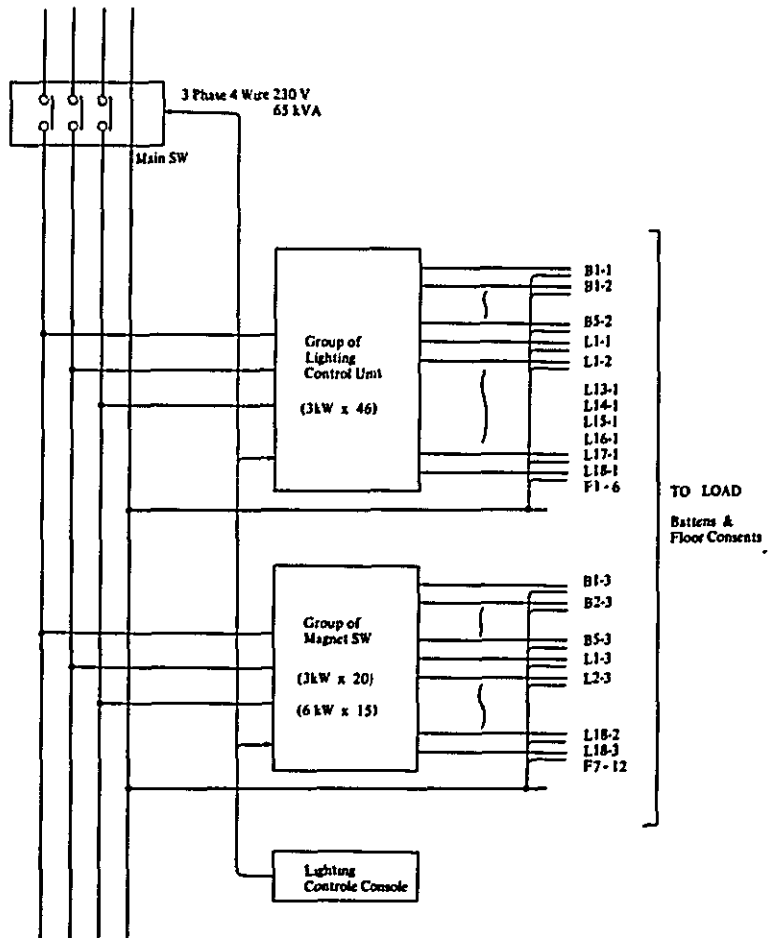 3 Phase 4 Wire 230 V
65 kVA
Main SW
Group of
Lighting
Control Unit
(3kW x 46)
B1-1
B1-2
B5-2
L1-1
L1-2
L13-1
L14-1
L15-1
L16-1
L17-1
L18-1
F1-6
TO LOAD
Battens &
Floor Consents
Group of
Magnet SW
(3kW x 20)
(6 kW x 15)
B1-3
B2-3
B5-3
L1-3
L2-3
L18-2
L18-3
F7-12
Lighting
Controle Console